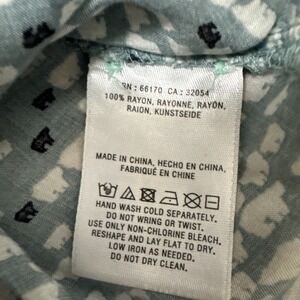 RN : 66170 CA : 32054
100% RAYON, RAYONNE, RAYON,
RAION, KUNSTSEIDE
MADE IN CHINA, HECHO EN CHINA,
FABRIQUÉ EN CHINE
HAND WASH COLD SEPARATELY.
DO NOT WRING OR TWIST.
USE ONLY NON-CHLORINE BLEACH.
RESHAPE AND LAY FLAT TO DRY.
LOW IRON AS NEEDED.
DO NOT DRY CLEAN.